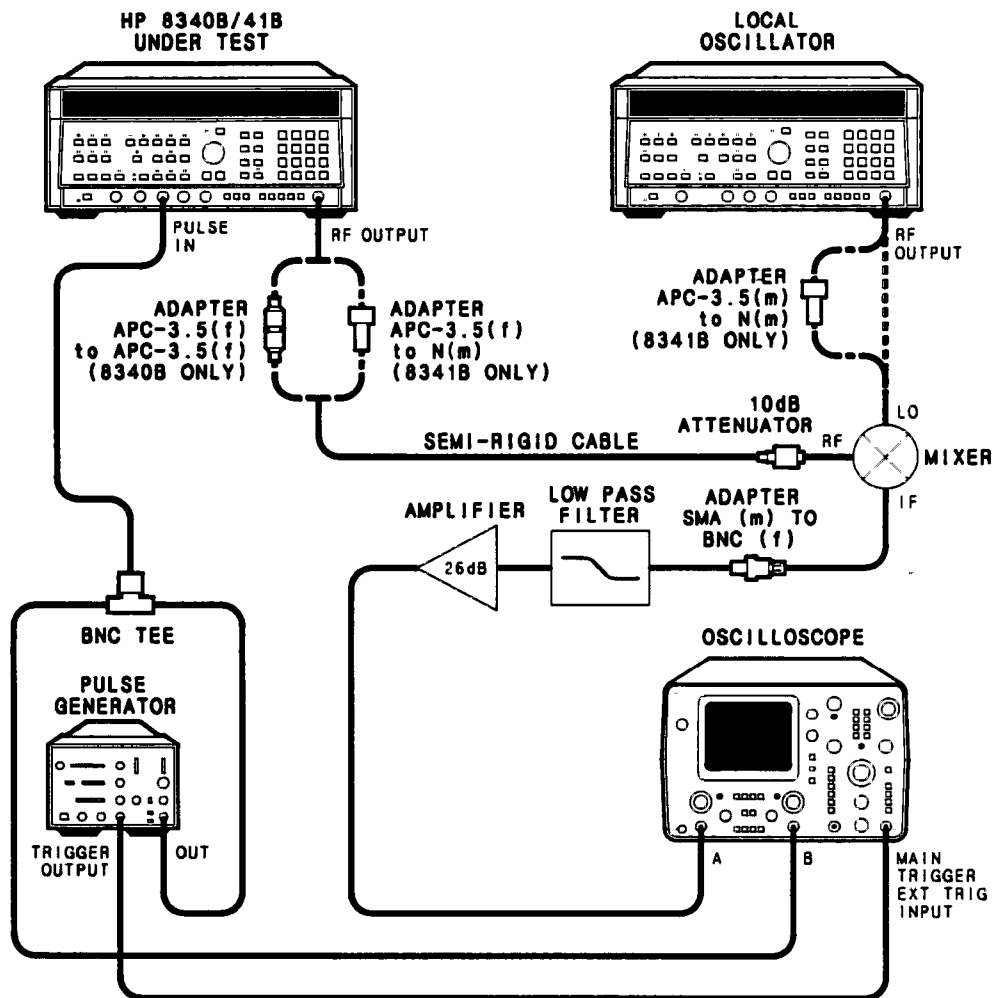 HP 8340B/41B
UNDER TEST
LOCAL
OSCILLATOR
PULSE
IN
RF OUTPUT
RF
OUTPUT
ADAPTER
APC-3.5(f)
to APC-3.5(f)
(8340B ONLY)
ADAPTER
APC-3.5(f)
to N(m)
(8341B ONLY)
ADAPTER
APC-3.5(m)
to N(m)
(8341B ONLY)
10dB
ATTENUATOR
LO
RF
MIXER
IF
SEMI-RIGID CABLE
AMPLIFIER
26dB
LOW PASS
FILTER
ADAPTER
SMA (m) TO
BNC (f)
BNC TEE
OSCILLOSCOPE
PULSE
GENERATOR
TRIGGER
OUTPUT
OUT
A
B
MAIN
TRIGGER
EXT TRIG
INPUT